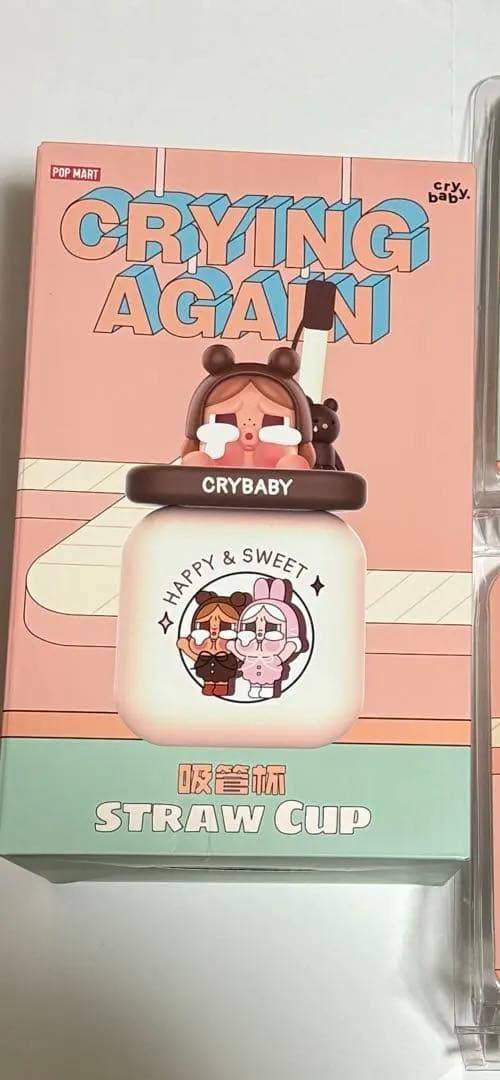 POP MART
cry
baby.
CRYING
AGAIN
CRYBABY
HAPPY & SWEET
吸管杯
STRAW CUP